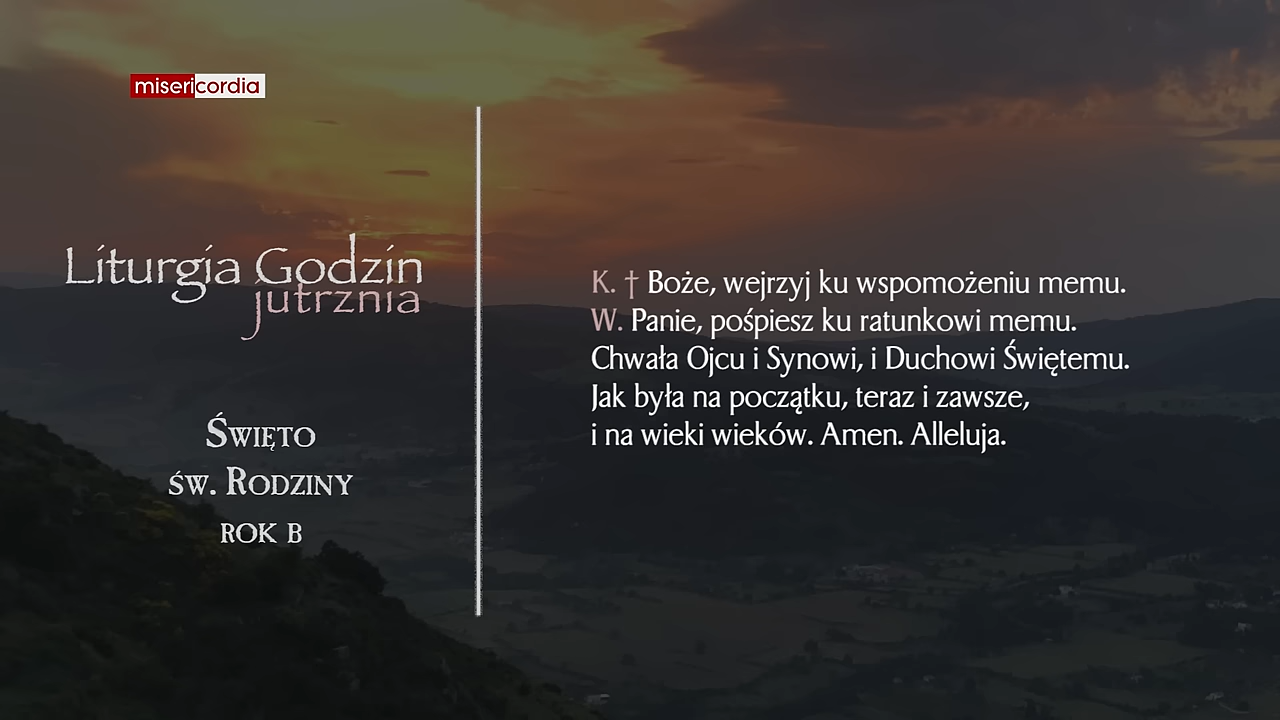 misericordia
Liturgia Godzin
jutrznia
Święto
św. Rodziny
rok B
K. † Boże, wejrzyj ku wspomożeniu memu.
W. Panie, pośpiesz ku ratunkowi memu.
Chwała Ojcu i Synowi, i Duchowi Świętemu.
Jak była na początku, teraz i zawsze,
i na wieki wieków. Amen. Alleluja.